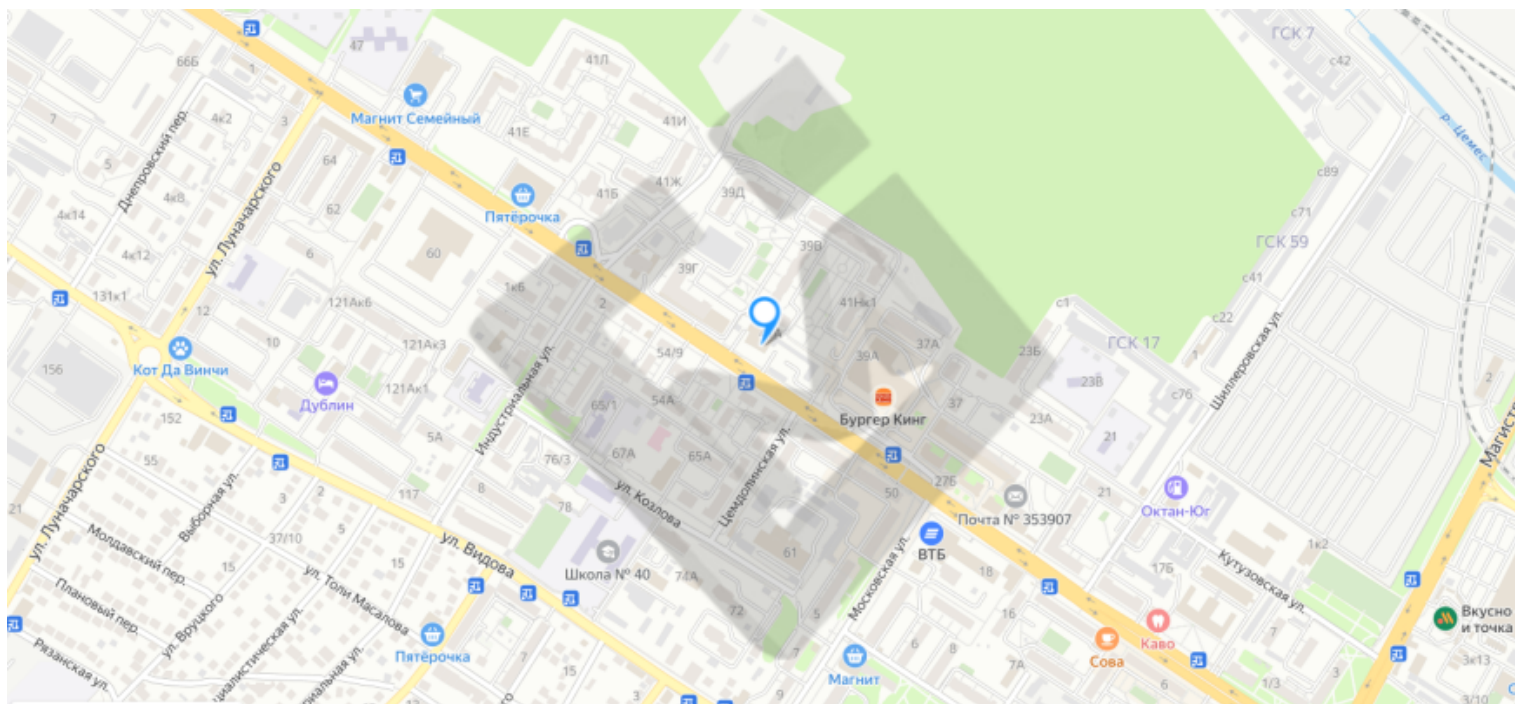 ГСК 7
с42
47
66Б
1
41Л
Магнит Семейный
7
4к2
3
41Е
41И
р. Цемес
Днепровский пер.
5
64
4к8
41Б
41Ж
39Д
с89
4к14
62
Пятёрочка
с71
ул. Луначарского
6
60
39В
ГСК 59
4к12
39Г
с41
131к1
1к6
121Ак6
2
41Нк1
с1
12
с22
Шиллеровская ул.
10
121Ак3
54/9
39А
37А
23Б
ГСК 17
1
156
Кот Да Винчи
Индустриальная ул.
2
Дублин
121Ак1
65/1
54А
37
23В
с76
152
Бургер Кинг
23А
5А
21
Магистр
55
76/3
67А
65А
Цемдолинская ул.
ул. Луначарского
Выборная ул.
3
2
117
8
78
ул. Козлова
50
27Б
21
Октан-Юг
21
Почта № 353907
Молдавский пер.
37/10
5
ул. Видова
61
ВТБ
1к2
Школа № 40
74А
18
17Б
Кутузовская ул.
Плановый пер.
15
15
ул. Толи Масалова
72
5
Московская ул.
16
Вкусно
и точка
ул. Вруцкого
Каво
7
Рязанская ул.
Пятёрочка
7
Сова
3к13
15
Магнит
6
8
7А
6
1/3
3
3
9
3/10